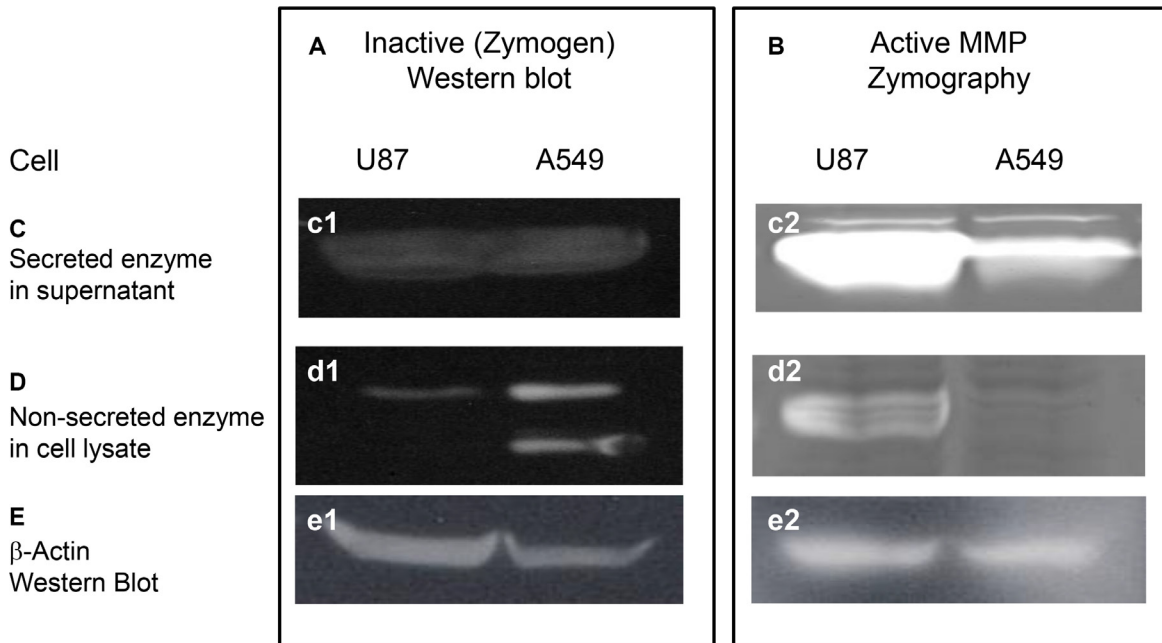 A Inactive (Zymogen)
Western blot
B Active MMP
Zymography
Cell
U87 A549
U87 A549
C
Secreted enzyme
in supernatant
c1
c2
D
Non-secreted enzyme
in cell lysate
d1
d2
E
β-Actin
Western Blot
e1
e2